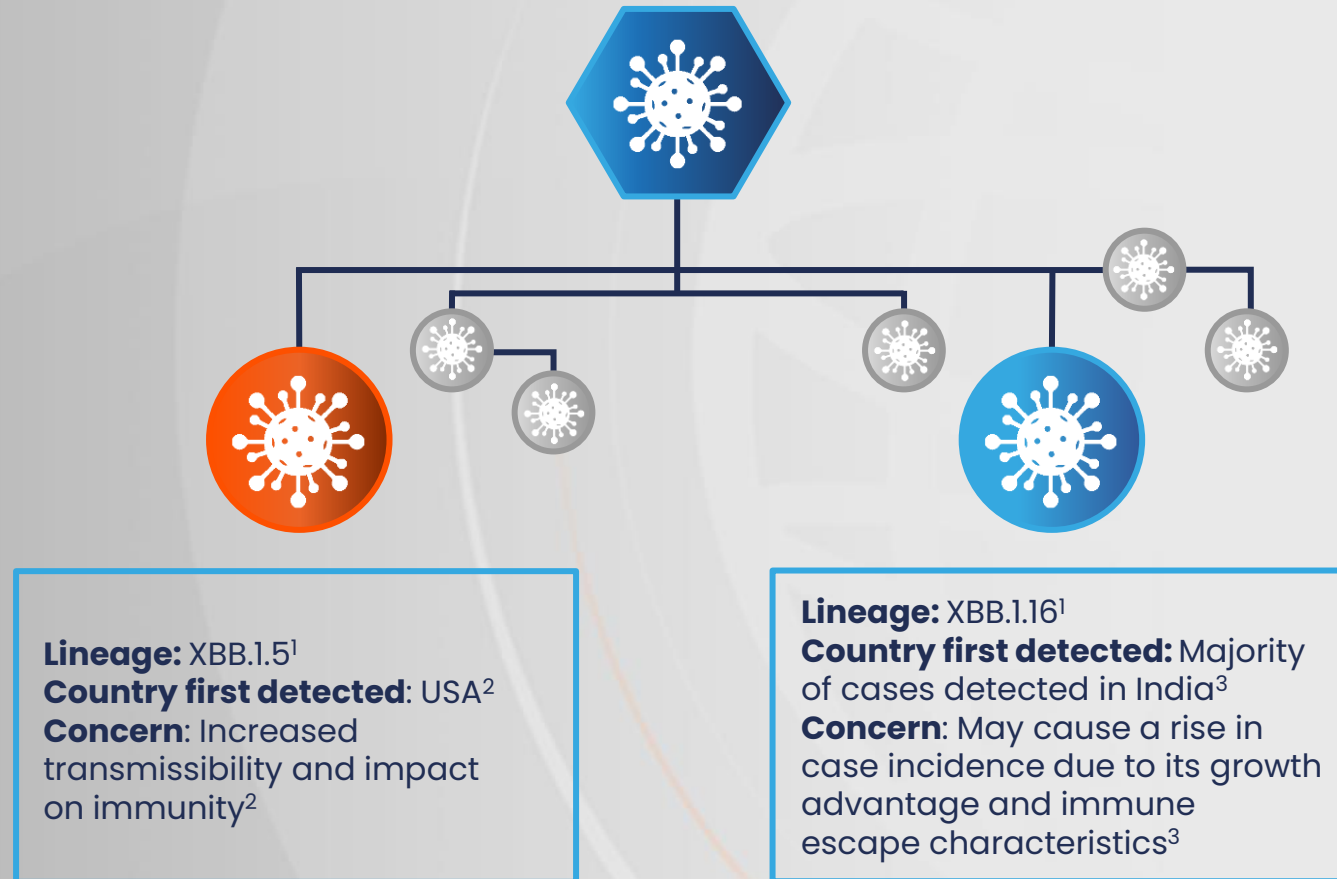 Lineage: XBB.1.5¹
Country first detected: USA²
Concern: Increased
transmissibility and impact
on immunity²
Lineage: XBB.1.16¹
Country first detected: Majority
of cases detected in India³
Concern: May cause a rise in
case incidence due to its growth
advantage and immune
escape characteristics³